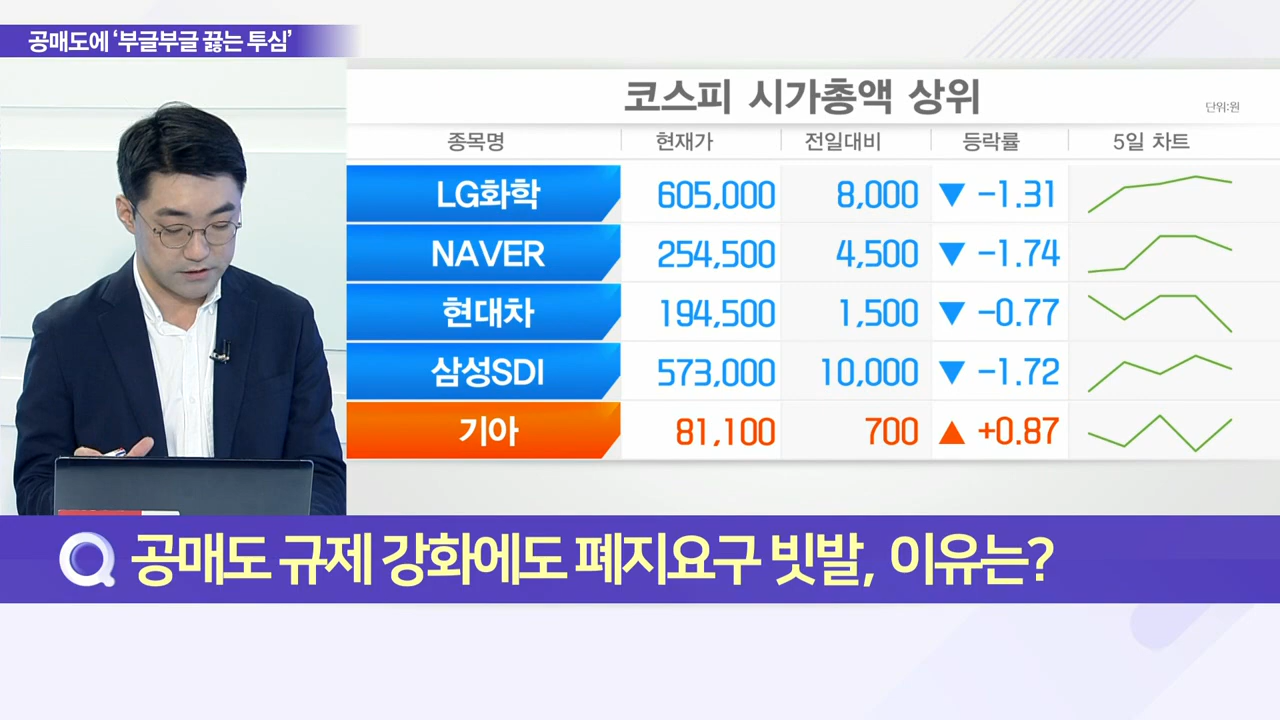 공매도에 ‘부글부글 끓는 투심’
코스피 시가총액 상위
단위:원
종목명 현재가 전일대비 등락률 5일 차트
LG화학 605,000 8,000 ▼ -1.31
NAVER 254,500 4,500 ▼ -1.74
현대차 194,500 1,500 ▼ -0.77
삼성SDI 573,000 10,000 ▼ -1.72
기아 81,100 700 ▲ +0.87
Q 공매도 규제 강화에도 폐지요구 빗발, 이유는?